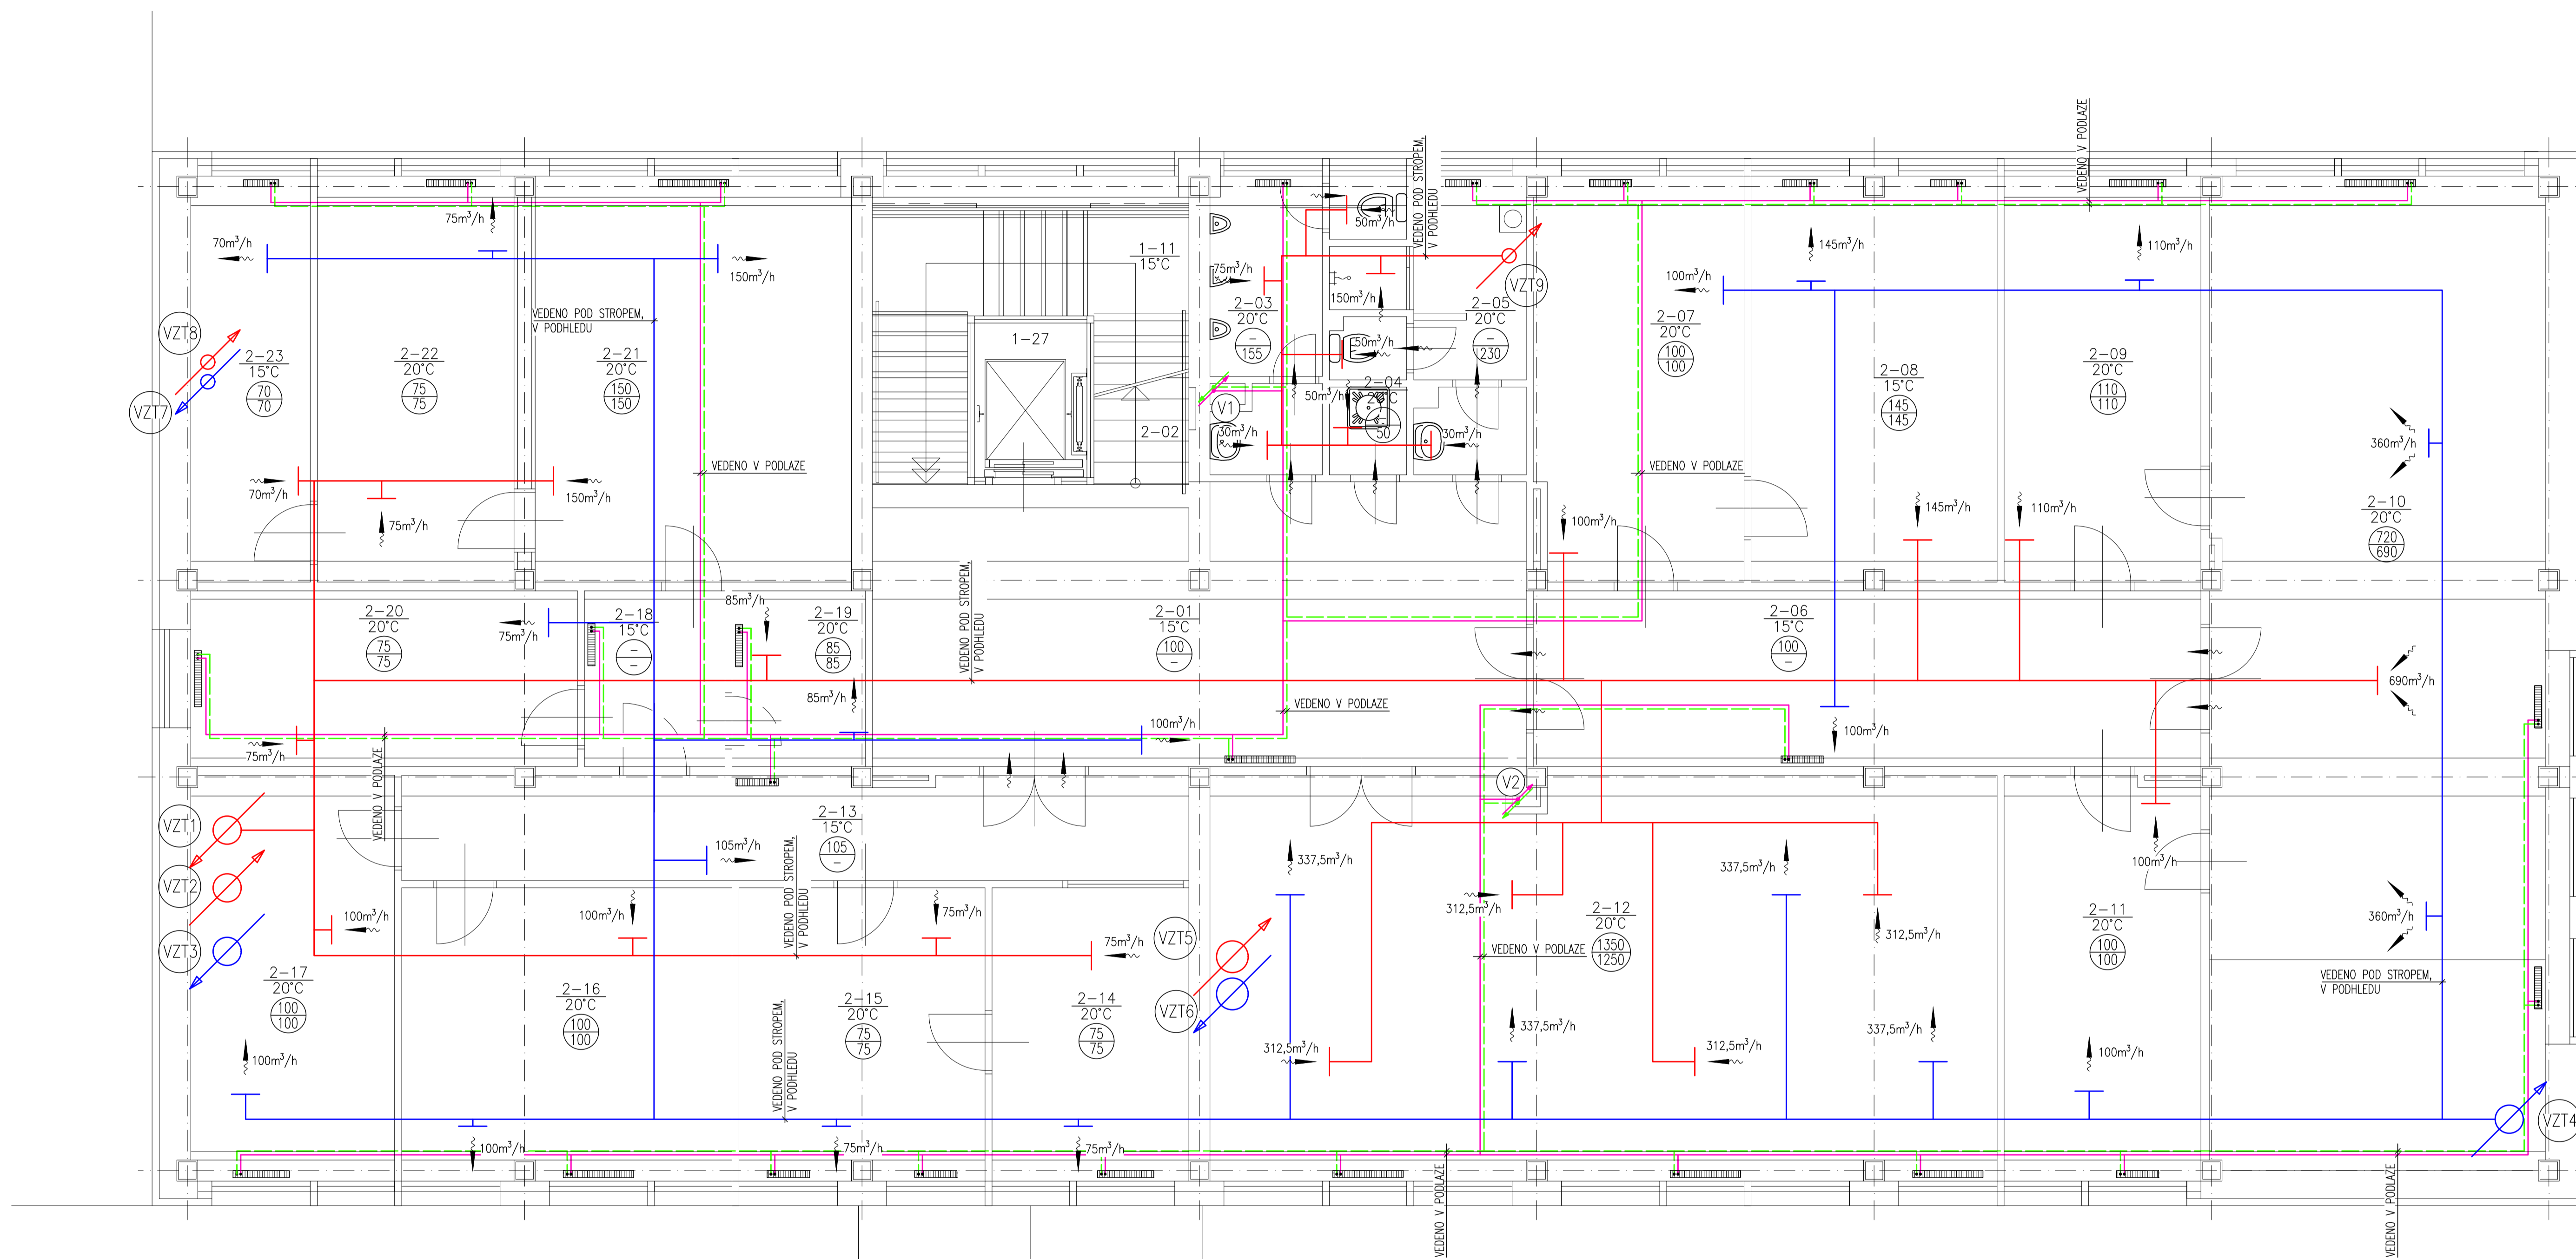 VEDENO V PODLAZE
VEDENO POD STROPEM,
V PODHLEDU
75m³/h
50m³/h
70m³/h
150m³/h
1-11
15°C
75m³/h
150m³/h
VZT9
100m³/h
145m³/h
110m³/h
VEDENO POD STROPEM,
V PODHLEDU
VZT8
VZT7
2-23
15°C
70
70
2-22
20°C
75
75
2-21
20°C
150
150
1-27
2-03
20°C
–
155
50m³/h
2-05
20°C
–
230
2-07
20°C
100
100
2-08
15°C
145
145
2-09
20°C
110
110
50m³/h
2-04
–
50
V1
30m³/h
30m³/h
2-02
360m³/h
VEDENO V PODLAZE
VEDENO V PODLAZE
70m³/h
150m³/h
75m³/h
100m³/h
145m³/h
110m³/h
2-10
20°C
720
690
VEDENO POD STROPEM,
V PODHLEDU
2-20
20°C
75
75
75m³/h
2-18
15°C
–
–
85m³/h
2-19
20°C
85
85
85m³/h
2-01
15°C
100
–
2-06
15°C
100
–
690m³/h
VEDENO V PODLAZE
100m³/h
100m³/h
75m³/h
VEDENO V PODLAZE
V2
VZT1
VZT2
VZT3
2-13
15°C
105
–
105m³/h
VEDENO POD STROPEM,
V PODHLEDU
337,5m³/h
337,5m³/h
100m³/h
100m³/h
100m³/h
75m³/h
75m³/h
VZT5
VZT6
312,5m³/h
2-12
20°C
1350
1250
312,5m³/h
2-11
20°C
100
100
360m³/h
VEDENO V PODLAZE
VEDENO POD STROPEM,
V PODHLEDU
2-17
20°C
100
100
2-16
20°C
100
100
2-15
20°C
75
75
2-14
20°C
75
75
VEDENO POD STROPEM,
V PODHLEDU
100m³/h
312,5m³/h
337,5m³/h
312,5m³/h
337,5m³/h
100m³/h
VZT4
100m³/h
75m³/h
75m³/h
VEDENO V PODLAZE
VEDENO V PODLAZE